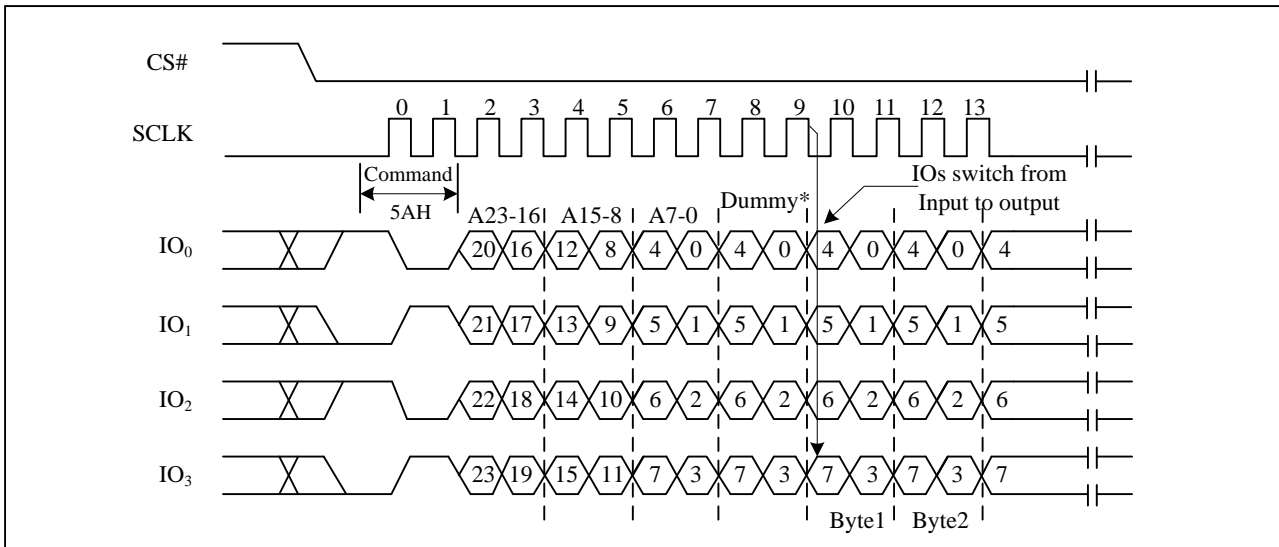 CS#
0 1 2 3 4 5 6 7 8 9 10 11 12 13
SCLK
Command
5AH
IOs switch from
Input to output
A23-16 A15-8 A7-0 Dummy*
IO₀ 20 16 12 8 4 0 4 0 4 0 4 0 4
IO₁ 21 17 13 9 5 1 5 1 5 1 5 1 5
IO₂ 22 18 14 10 6 2 6 2 6 2 6 2 6
IO₃ 23 19 15 11 7 3 7 3 7 3 7 3 7
Byte1 Byte2